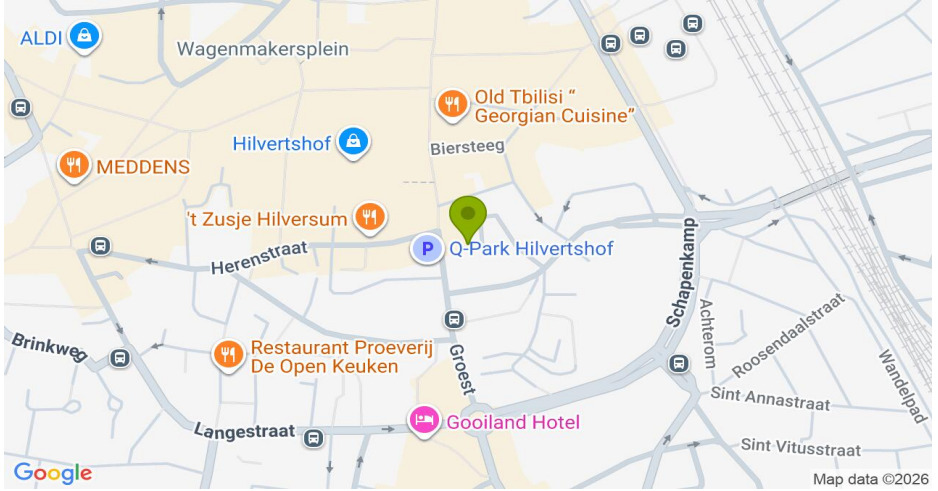 ALDI
Wagenmakersplein
Old Tbilisi “
Georgian Cuisine”
Hilvertshof
Biersteeg
MEDDENS
't Zusje Hilversum
Herenstraat
P
Q-Park Hilvertshof
Schapenkamp
Achterom
Roosendaalstraat
Wandelpad
Brinkweg
Restaurant Proeverij
De Open Keuken
Groest
Sint Annastraat
Gooiland Hotel
Langestraat
Sint Vitusstraat
Google
Map data ©2026